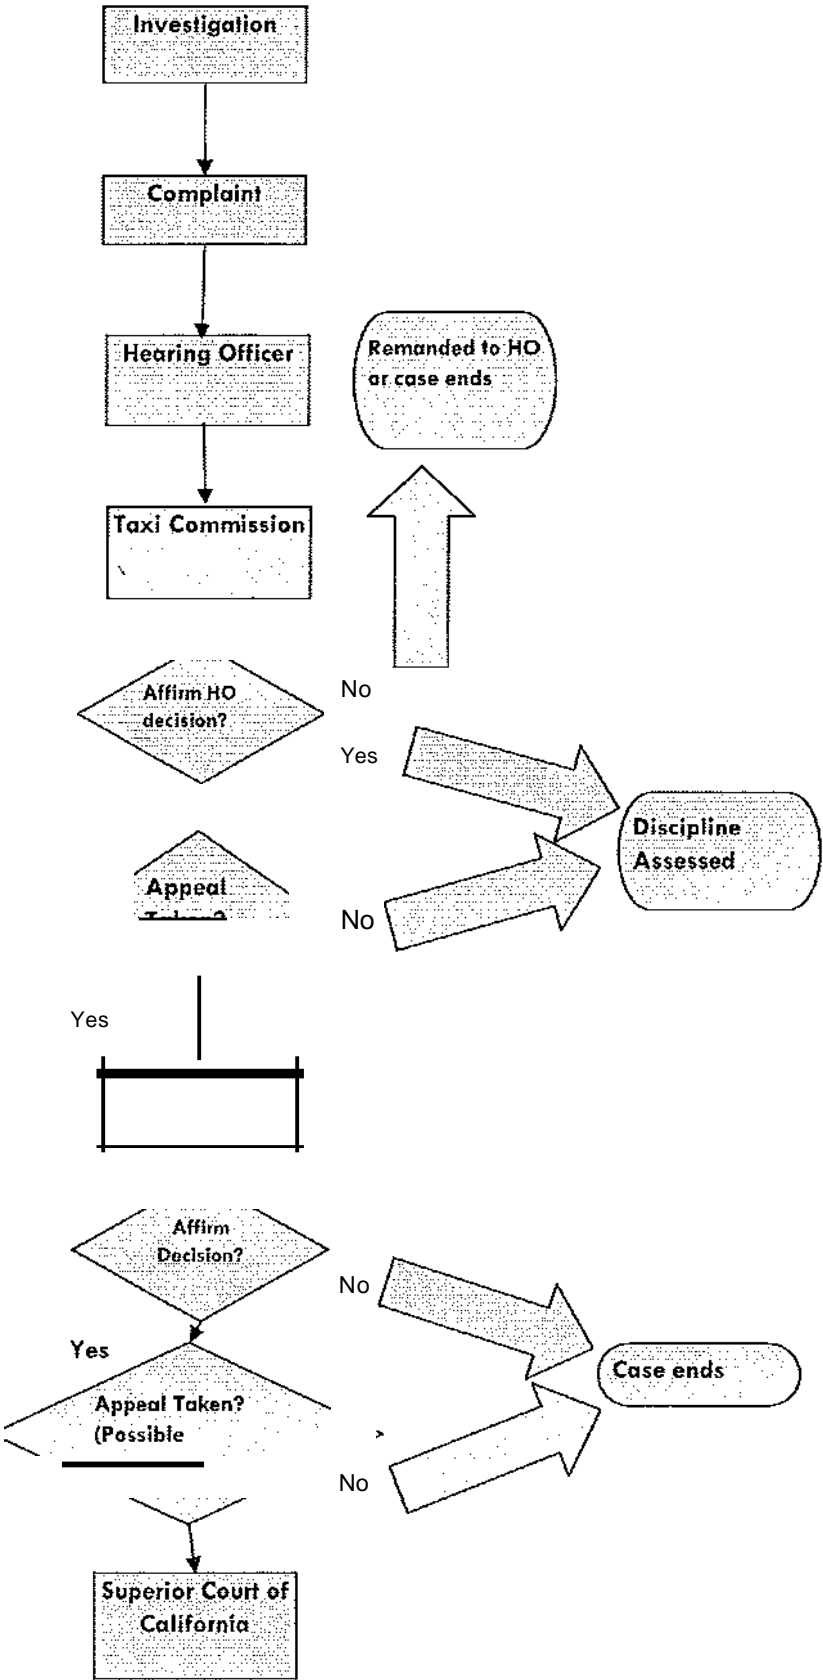 Investigation
Complaint
Hearing Officer
Remanded to HO
or case ends
Taxi Commission
Affirm HO
decision?
No
Yes
Discipline
Assessed
Appeal
No
Yes
Affirm
Decision?
No
Yes
Case ends
Appeal Taken?
(Possible
No
Superior Court of
California